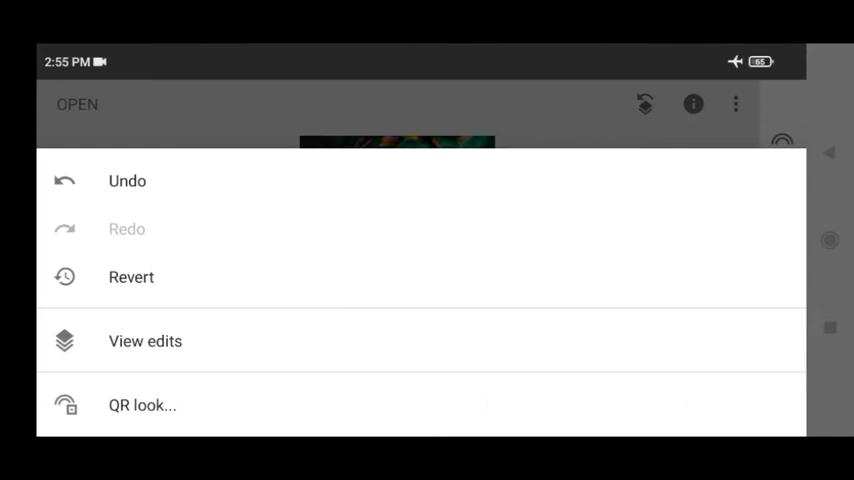 2:55 PM
65
OPEN
Undo
Redo
Revert
View edits
QR look...